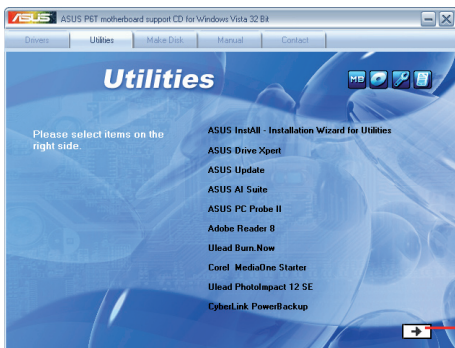 ASUS
ASUS P6T motherboard support CD for Windows Vista 32 Bit
Drivers
Utilities
Make Disk
Manual
Contact
Utilities
MB
Please select items on the
right side.
ASUS InstAll - Installation Wizard for Utilities
ASUS Drive Xpert
ASUS Update
ASUS AI Suite
ASUS PC Probe II
Adobe Reader 8
Ulead Burn.Now
Corel MediaOne Starter
Ulead PhotoImpact 12 SE
CyberLink PowerBackup